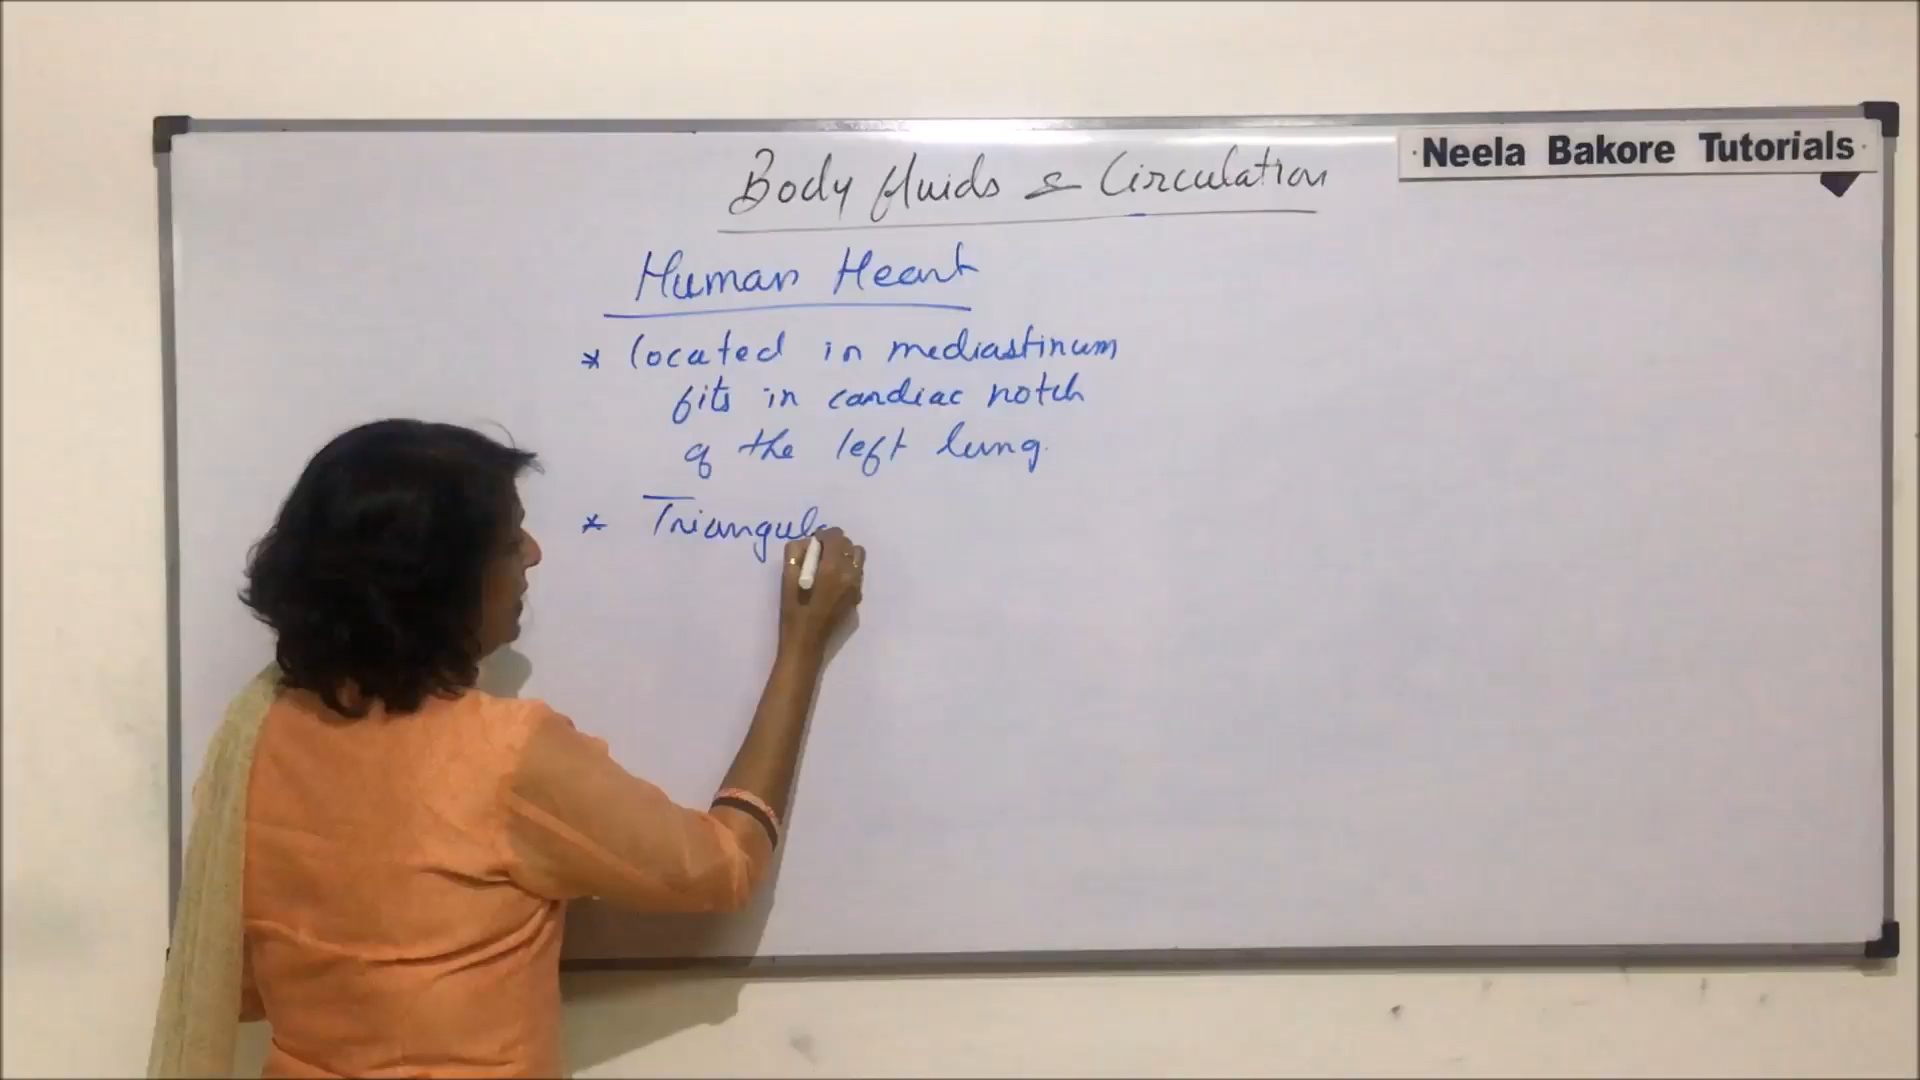 Neela Bakore Tutorials
Body fluids & Circulation
Human Heart
* located in mediastinum
fits in cardiac notch
of the left lung.
* Triangula